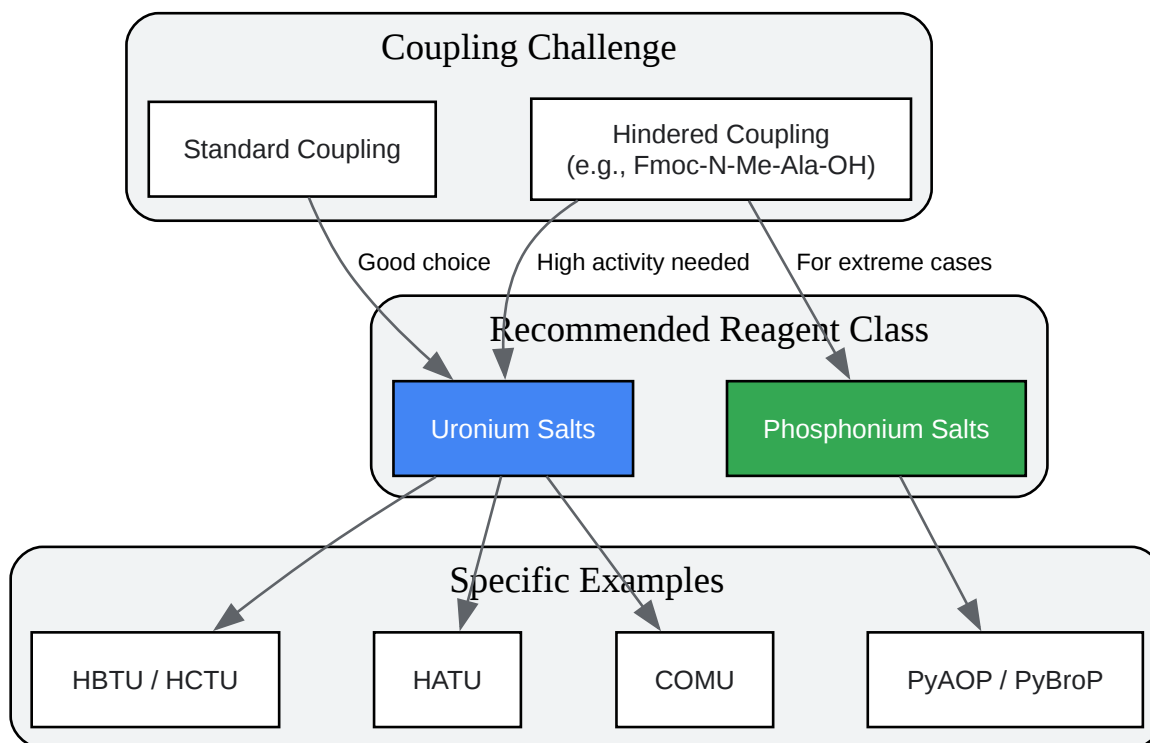 Coupling Challenge
Standard Coupling
Hindered Coupling
(e.g., Fmoc-N-Me-Ala-OH)
Good choice
High activity needed
For extreme cases
Recommended Reagent Class
Uronium Salts
Phosphonium Salts
Specific Examples
HBTU / HCTU
HATU
COMU
PyAOP / PyBroP